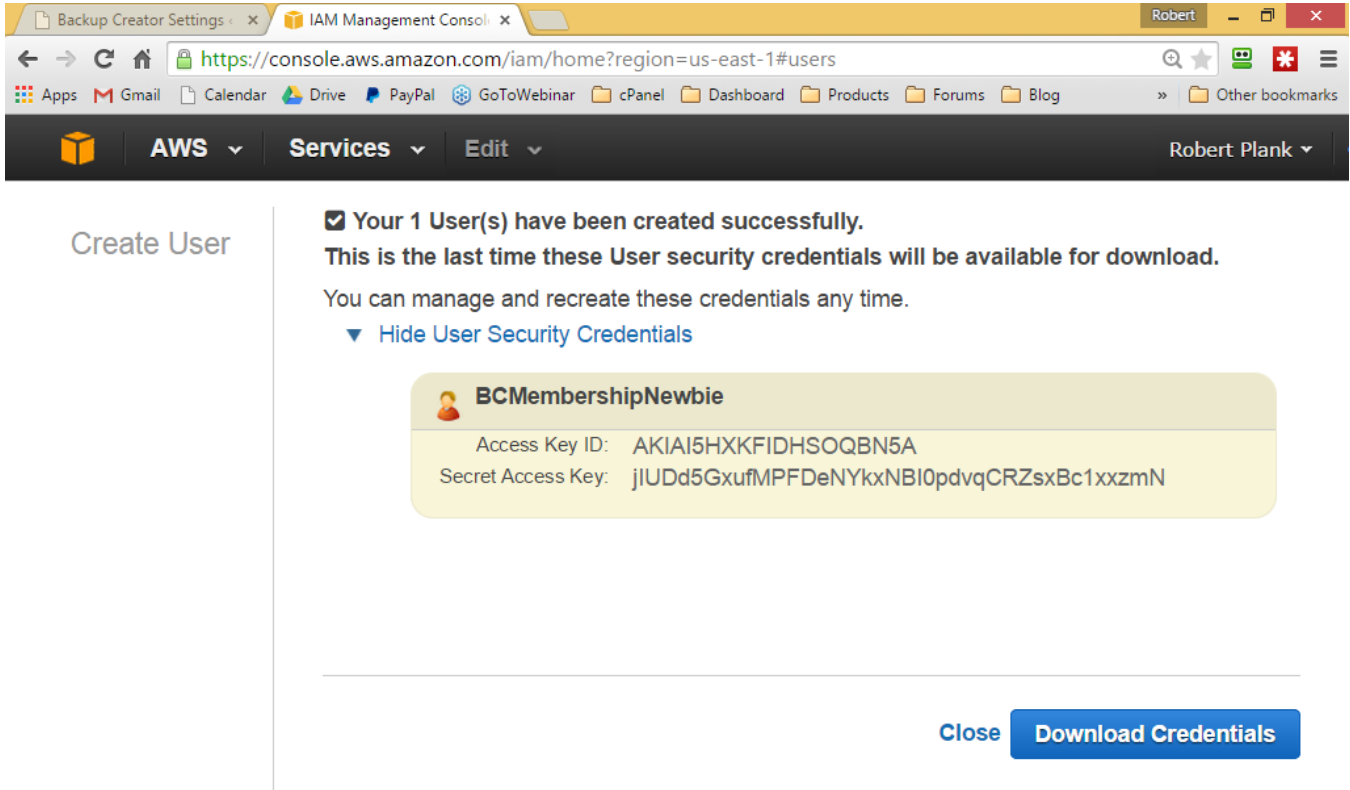 Backup Creator Settings
IAM Management Consol
Robert
https://console.aws.amazon.com/iam/home?region=us-east-1#users
Apps Gmail Calendar Drive PayPal GoToWebinar cPanel Dashboard Products Forums Blog » Other bookmarks
AWS Services Edit Robert Plank
Create User
Your 1 User(s) have been created successfully.
This is the last time these User security credentials will be available for download.
You can manage and recreate these credentials any time.
Hide User Security Credentials
BCMembershipNewbie
Access Key ID: AKIAI5HXKFIDHSOQBN5A
Secret Access Key:
Close Download Credentials